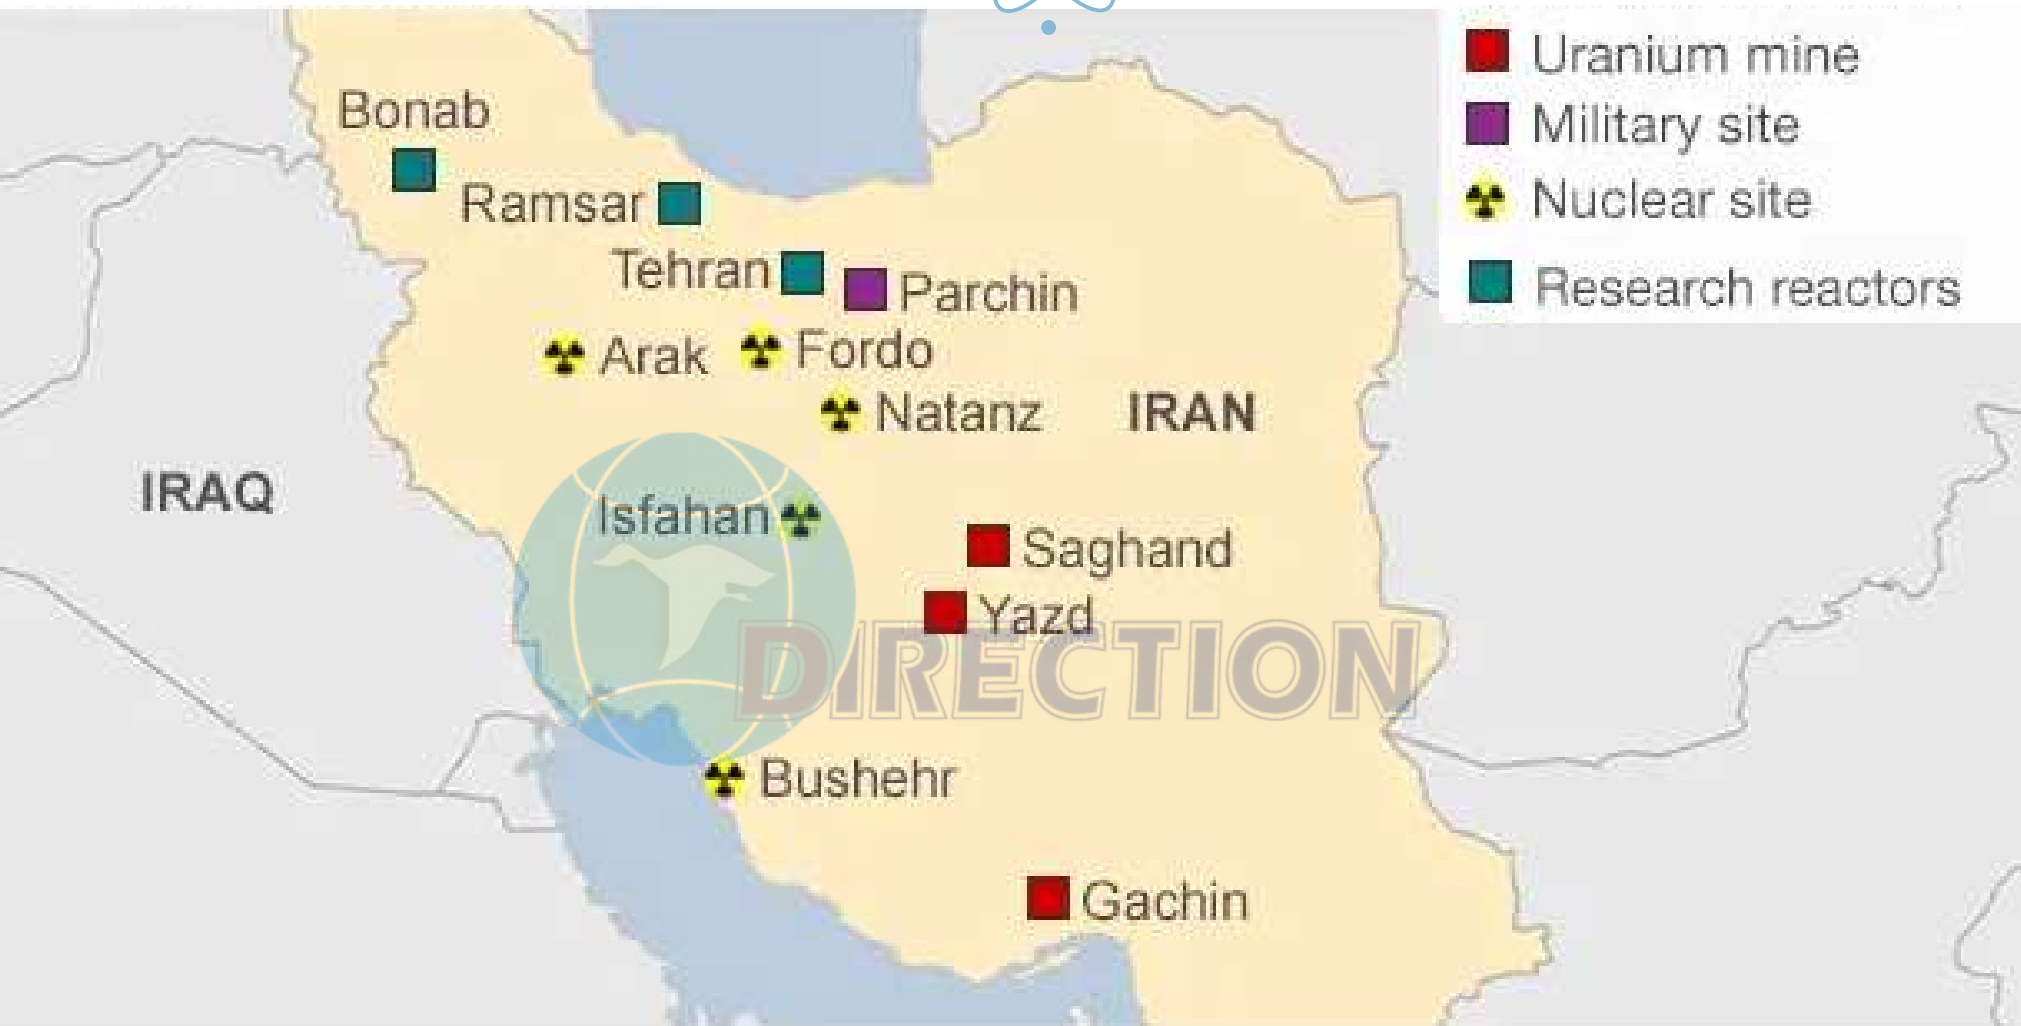 Uranium mine
Military site
Nuclear site
Research reactors
Bonab
Ramsar
Tehran
Parchin
Arak
Fordo
Natanz
IRAN
IRAQ
Isfahan
Saghand
Yazd
DIRECTION
Bushehr
Gachin